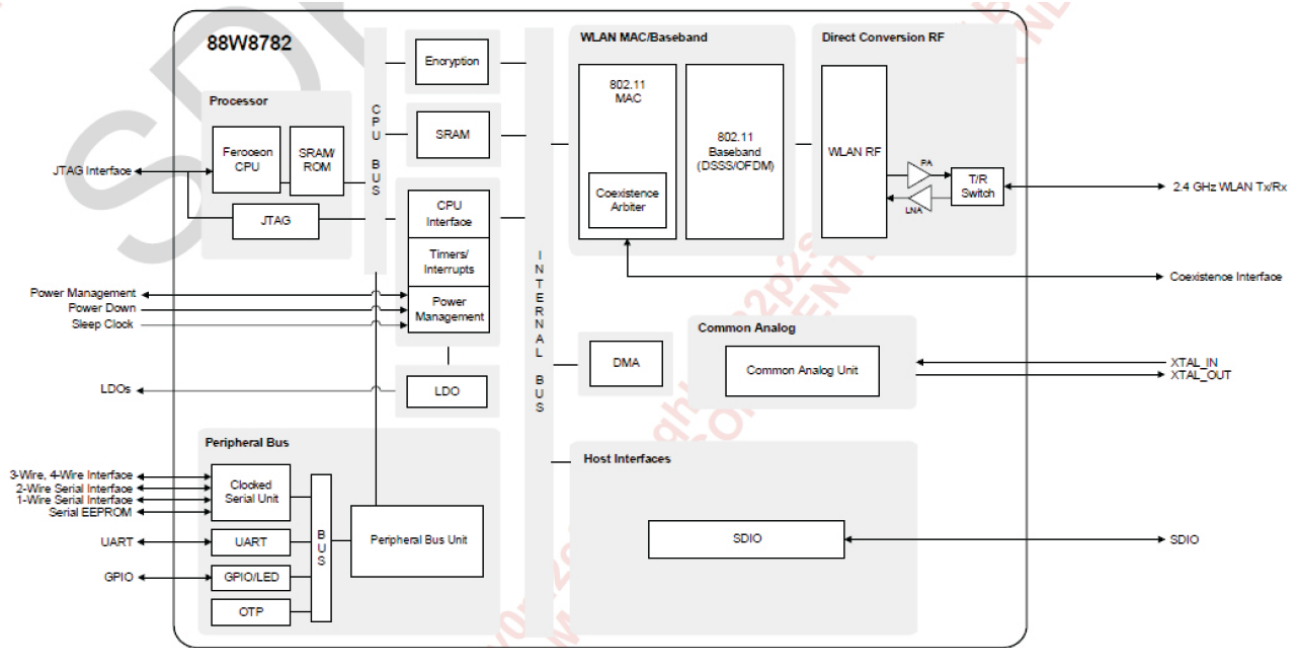 88W8782
Processor
Feroceon
CPU
SRAM/
ROM
JTAG
JTAG Interface
C
P
U
B
U
S
Encryption
SRAM
CPU
Interface
Timers/
Interrupts
Power
Management
LDO
Power Management
Power Down
Sleep Clock
LDOs
I
N
T
E
R
N
A
L
B
U
S
WLAN MAC/Baseband
802.11
MAC
Coexistence
Arbiter
802.11
Baseband
(DSSS/OFDM)
Direct Conversion RF
WLAN RF
PA
LNA
T/R
Switch
2.4 GHz WLAN Tx/Rx
Coexistence Interface
DMA
Common Analog
Common Analog Unit
XTAL_IN
XTAL_OUT
Peripheral Bus
3-Wire, 4-Wire Interface
2-Wire Serial Interface
1-Wire Serial Interface
Serial EEPROM
Clocked
Serial Unit
UART
UART
GPIO
GPIO/LED
OTP
B
U
S
Peripheral Bus Unit
Host Interfaces
SDIO
SDIO